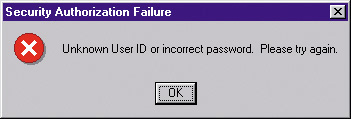 Security Authorization Failure
Unknown User ID or incorrect password.  Please try again.
OK